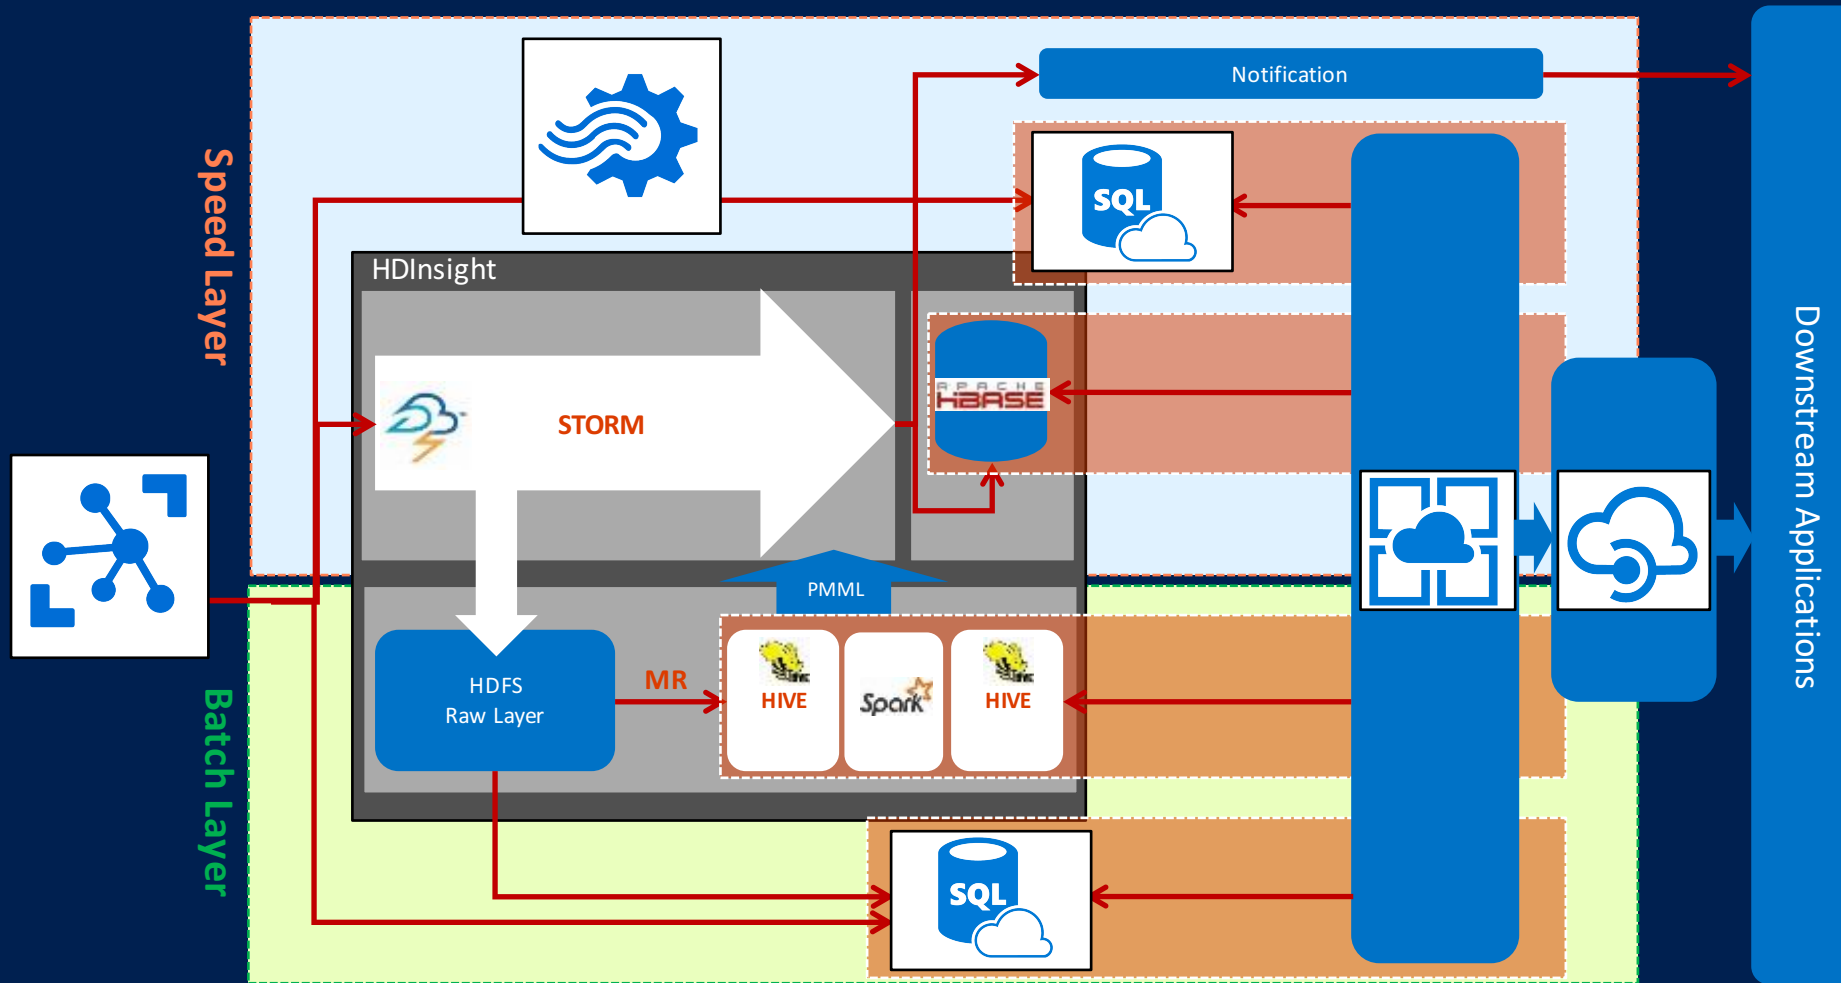 Notification
Speed Layer
SQL
HDInsight
STORM
APACHE
HBASE
Downstream Applications
PMML
HDFS
Raw Layer
MR
HIVE
Spark
HIVE
Batch Layer
SQL